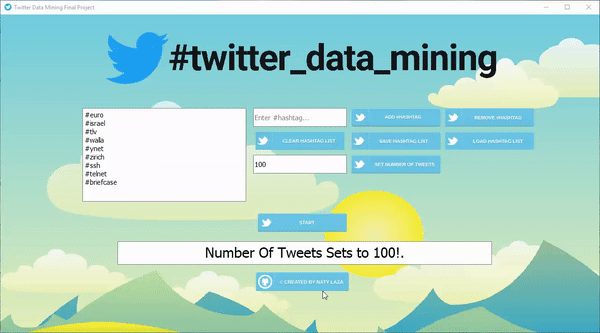 Twitter Data Mining Final Project
#twitter_data_mining
#euro
#israel
#tlv
#walla
#ynet
#zirich
#ssh
#telnet
#briefcase
Enter #hashtag...
ADD HASHTAG
REMOVE HASHTAG
CLEAR HASHTAG LIST
SAVE HASHTAG LIST
LOAD HASHTAG LIST
100
SET NUMBER OF TWEETS
START
Number Of Tweets Sets to 100!.
© CREATED BY NATY LAZA